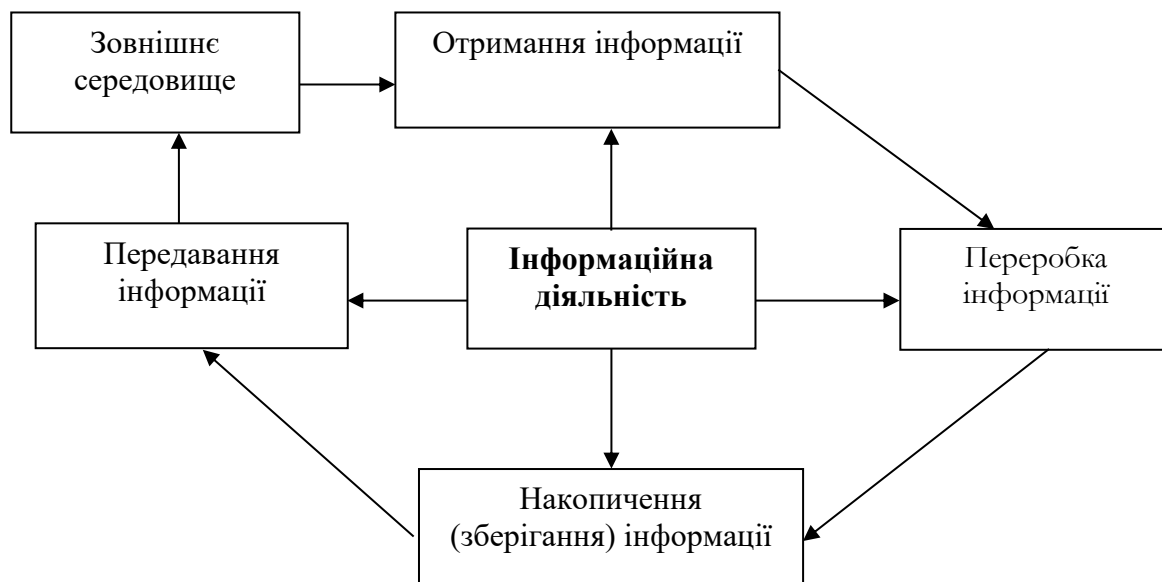 Зовнішнє
середовище
Отримання інформації
Передавання
інформації
Інформаційна
діяльність
Переробка
інформації
Накопичення
(зберігання) інформації